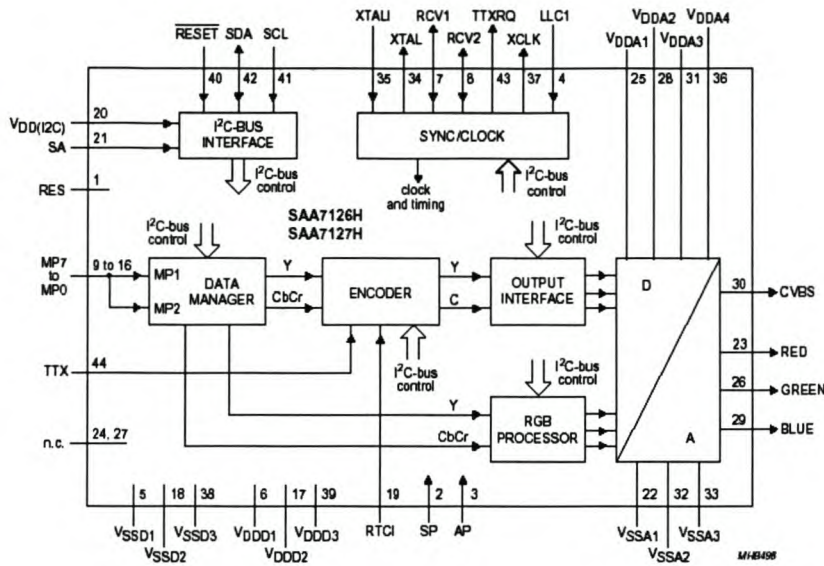 XTALI RCV1 TTXRQ LLC1 VDDA2 VDDA4
RESET SDA SCL XTAL RCV2 XCLK VDDA1 VDDA3
40 42 41 35 34 7 8 43 37 4 25 28 31 36
VDD(I2C) 20
SA 21
I²C-BUS
INTERFACE
SYNC/CLOCK
RES 1
I²C-bus
control
clock
and timing
I²C-bus
control
SAA7126H
SAA7127H
I²C-bus
control
I²C-bus
control
MP7
to
MP0
9 to 16
MP1
MP2
DATA
MANAGER
Y
CbCr
ENCODER
Y
C
OUTPUT
INTERFACE
D
A
30 CVBS
23 RED
26 GREEN
29 BLUE
TTX 44
I²C-bus
control
I²C-bus
control
Y
CbCr
RGB
PROCESSOR
n.c. 24, 27
5 18 38 6 17 39 19 2 3 22 32 33
VSSD1 VSSD3 VDDD1 VDDD3 RTCI SP AP VSSA1 VSSA3
VSSD2 VDDD2 VSSA2
MHB498